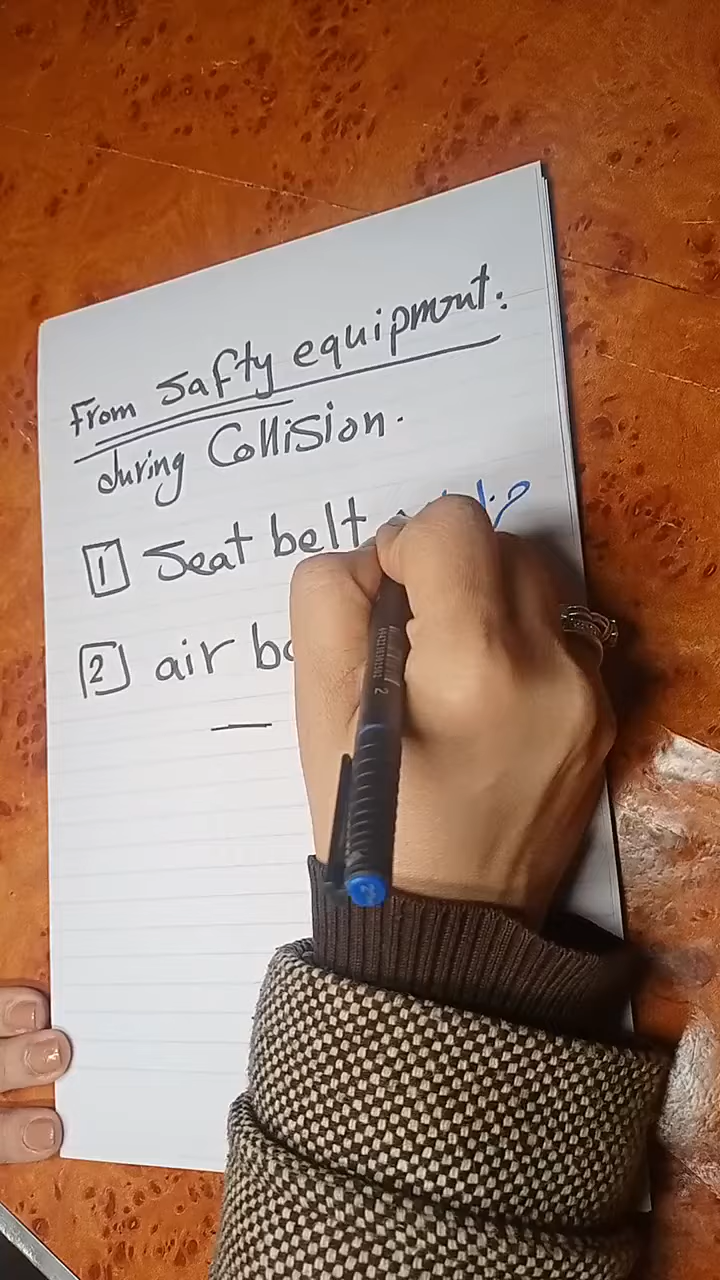 From Safty equipment:
during Collision.
1 Seat belt
2 air